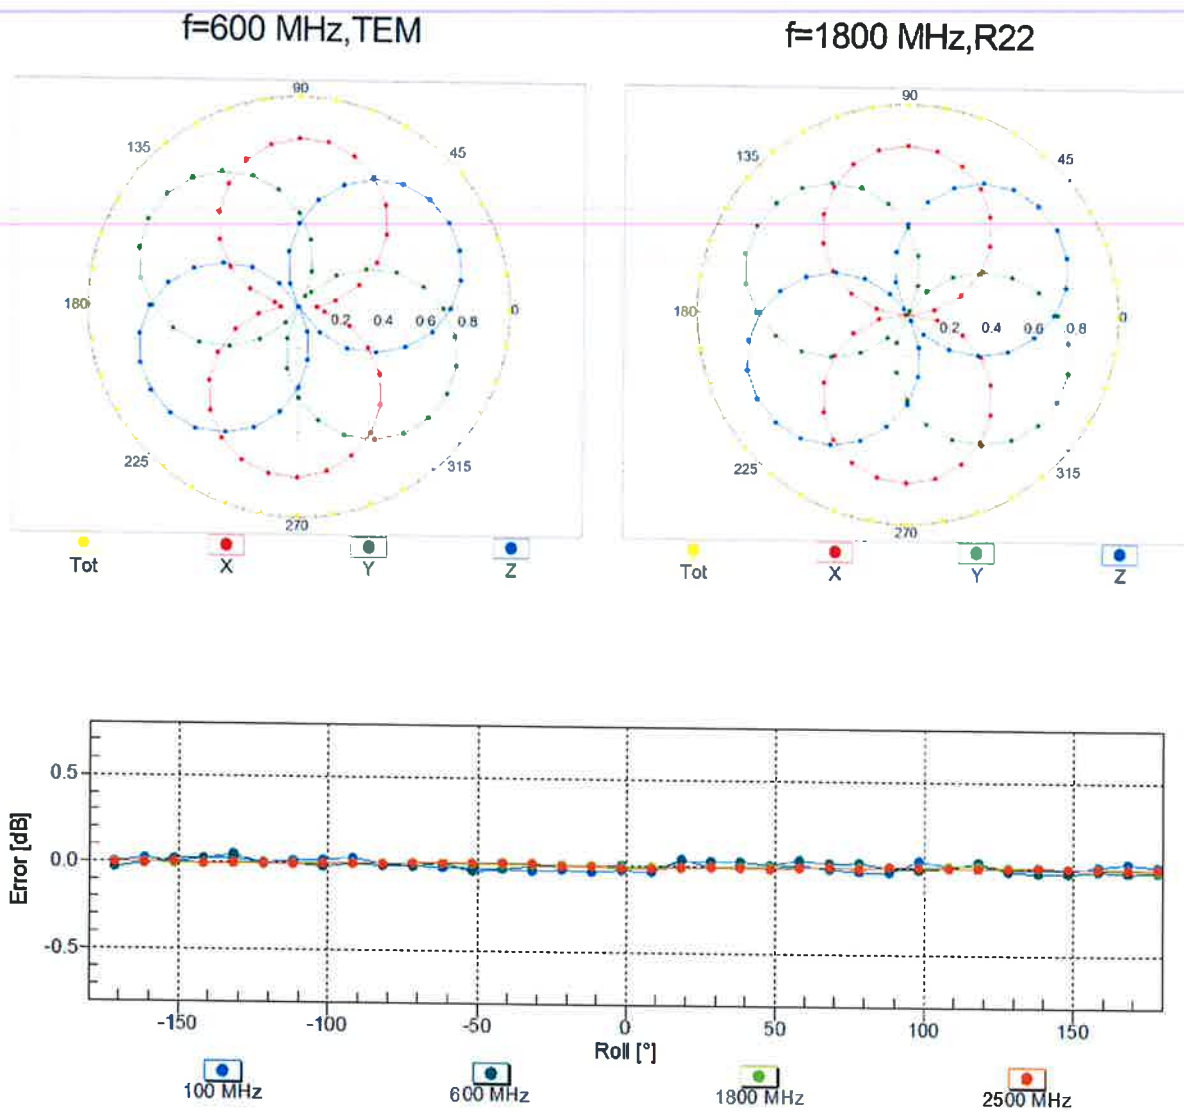 f=600 MHz,TEM
f=1800 MHz,R22
90
135
45
180
0.2
0.4
0.6
0.8
0
225
315
270
Tot
X
Y
Z
90
135
45
180
0.2
0.4
0.6
0.8
0
225
315
270
Tot
X
Y
Z
0.5
0.0
-0.5
Error [dB]
-150
-100
-50
0
50
100
150
Roll [°]
100 MHz
600 MHz
1800 MHz
2500 MHz